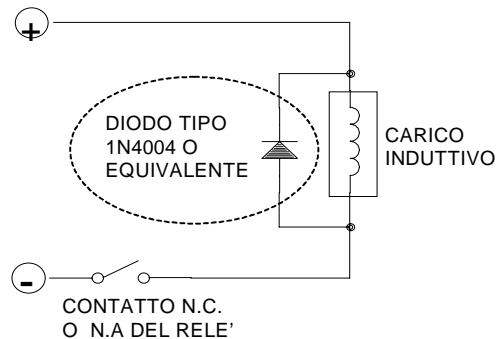 +
DIODO TIPO
1N4004 O
EQUIVALENTE
CARICO
INDUTTIVO
-
CONTATTO N.C.
O N.A DEL RELE'